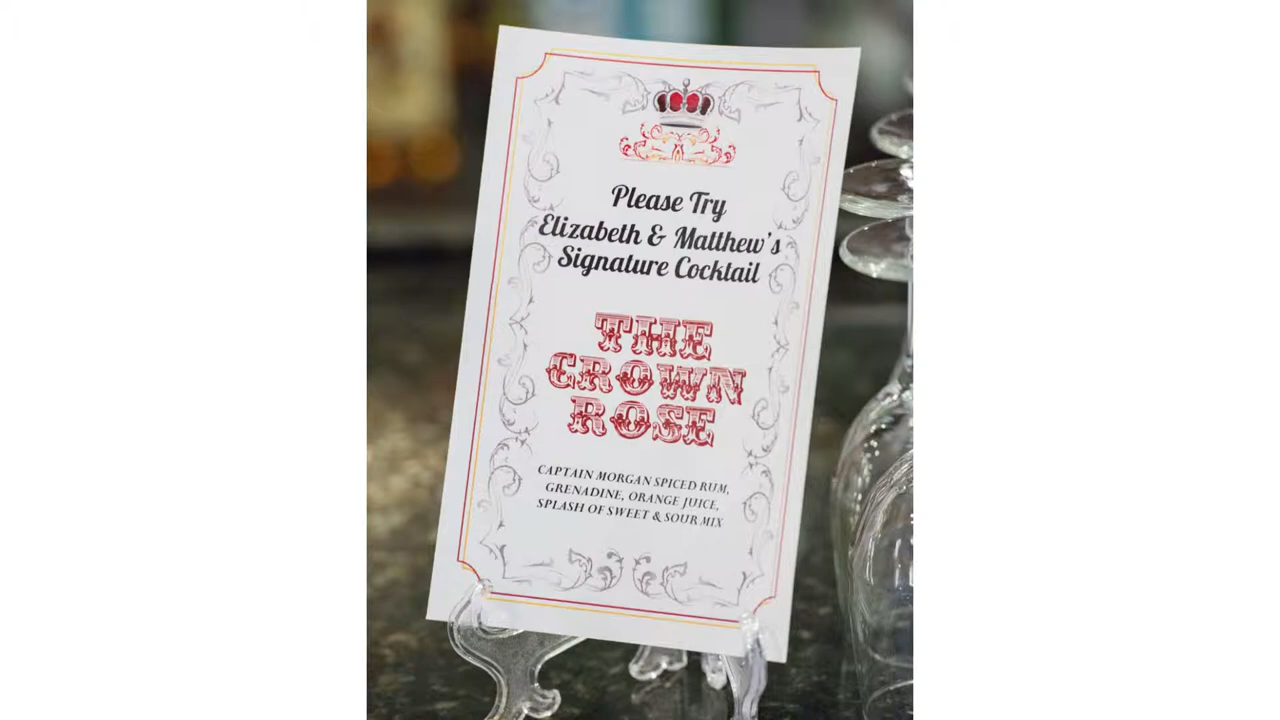 Please Try
Elizabeth & Matthew's
Signature Cocktail
THE
CROWN
ROSE
CAPTAIN MORGAN SPICED RUM,
GRENADINE, ORANGE JUICE,
SPLASH OF SWEET & SOUR MIX